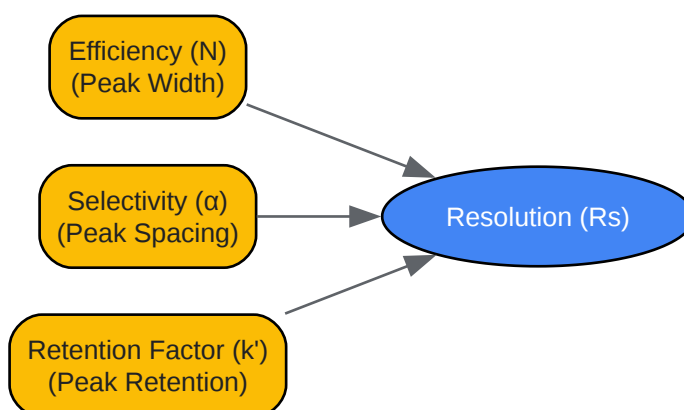 Efficiency (N)
(Peak Width)
Selectivity (α)
(Peak Spacing)
Resolution (Rs)
Retention Factor (k')
(Peak Retention)